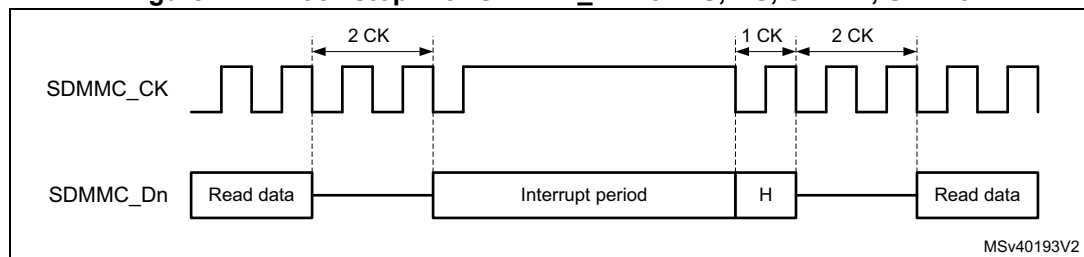 2 CK
1 CK
2 CK
SDMMC_CK
SDMMC_Dn
Read data
Interrupt period
H
Read data
MSv40193V2